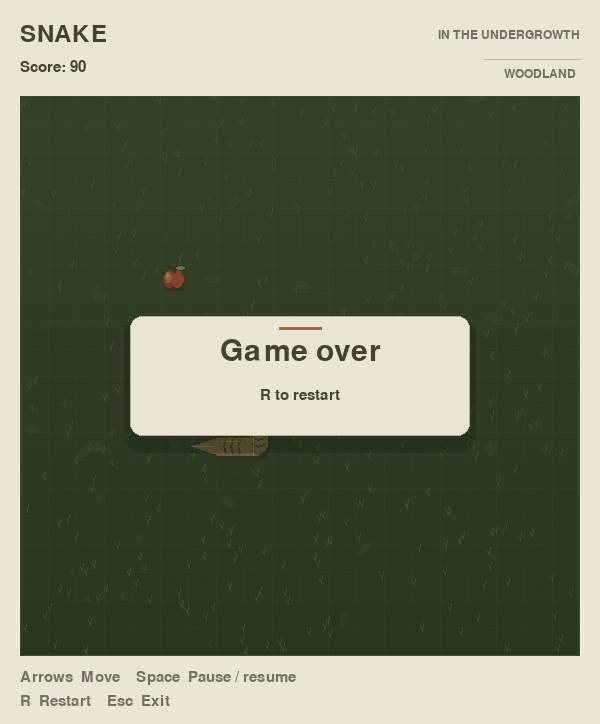 SNAKE
IN THE UNDERGROWTH
Score: 90
WOODLAND
Game over
R to restart
Arrows Move Space Pause / resume
R Restart Esc Exit